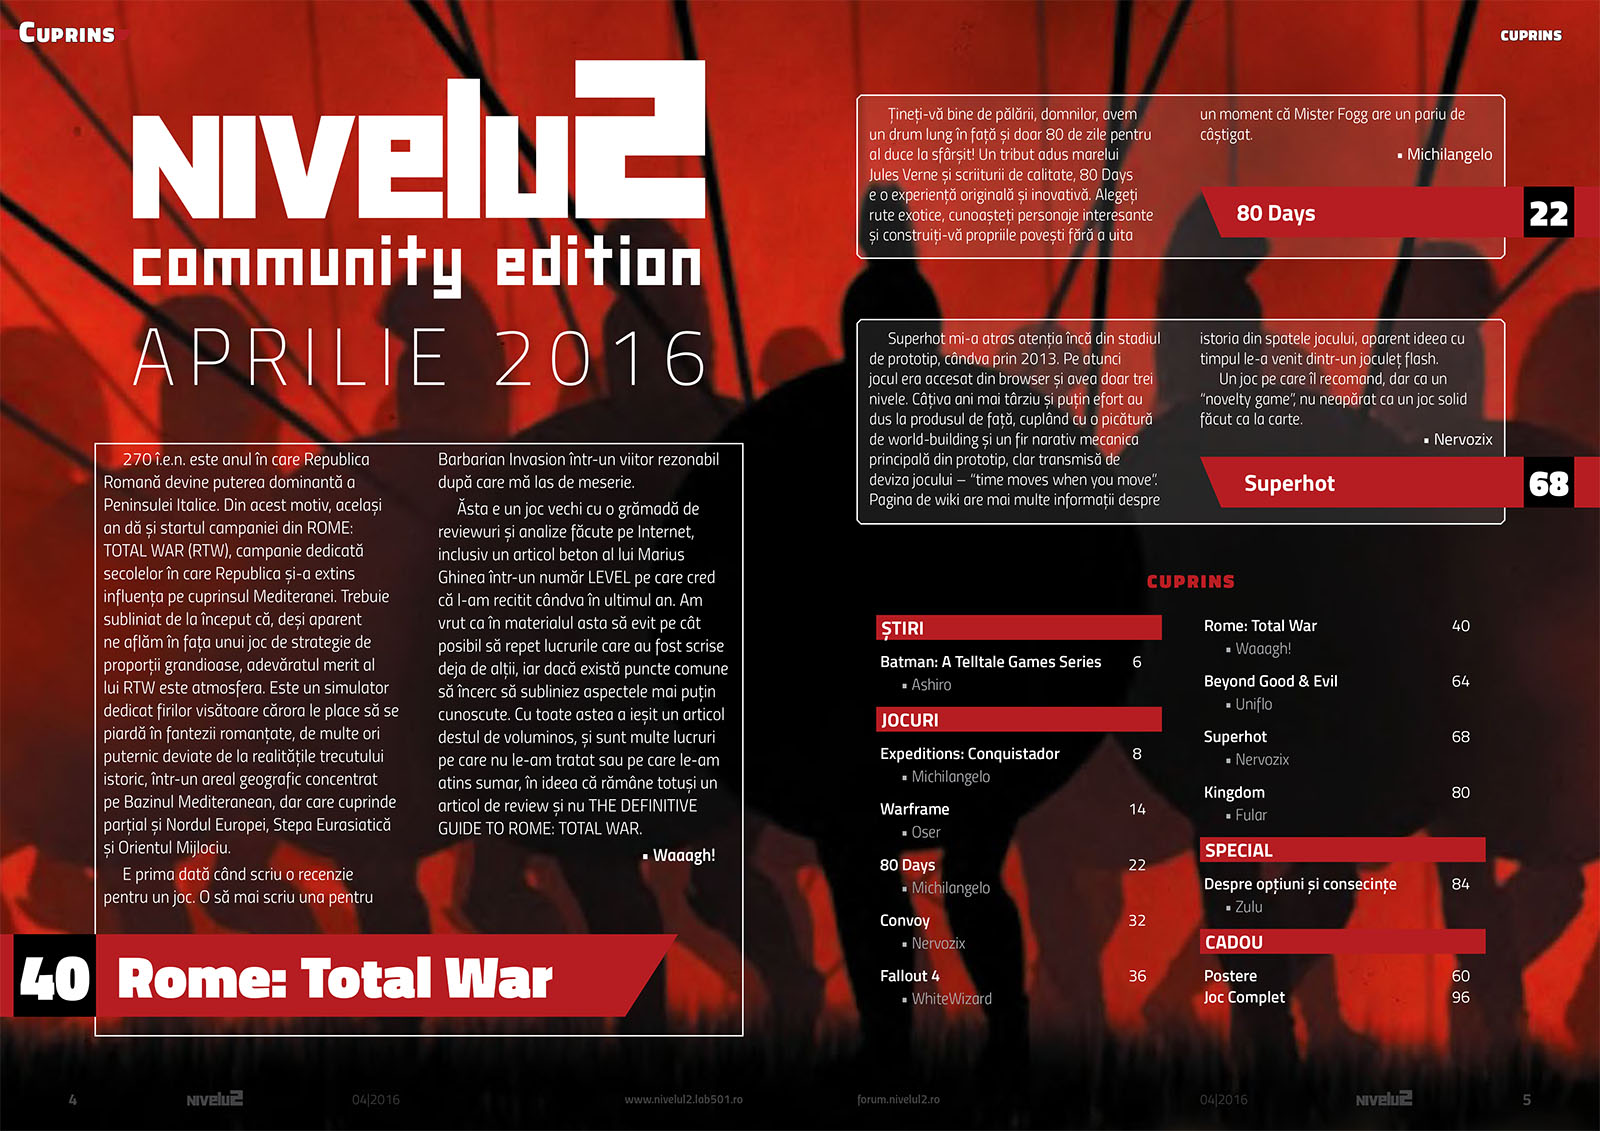 CUPRINS
CUPRINS
NIVELU2
community edition
APRILIE 2016
270 î.e.n. este anul în care Republica
Romană devine puterea dominantă a
Peninsulei Italice. Din acest motiv, același
an dă și startul campaniei din ROME:
TOTAL WAR (RTW), campanie dedicată
secolelor în care Republica și-a extins
influența pe cuprinsul Mediteranei. Trebuie
subliniat de la început că, deși aparent
ne aflăm în fața unui joc de strategie de
proporții grandioase, adevăratul merit al
lui RTW este atmosfera. Este un simulator
dedicat firilor visătoare cărora le place să se
piardă în fantezii romanțate, de multe ori
puternic deviate de la realitățile trecutului
istoric, într-un areal geografic concentrat
pe Bazinul Mediteranean, dar care cuprinde
parțial și Nordul Europei, Stepa Eurasiatică
și Orientul Mijlociu.
E prima dată când scriu o recenzie
pentru un joc. O să mai scriu una pentru
Barbarian Invasion într-un viitor rezonabil
după care mă las de meserie.
Ăsta e un joc vechi cu o grămadă de
reviewuri și analize făcute pe Internet,
inclusiv un articol beton al lui Marius
Ghinea într-un număr LEVEL pe care cred
că l-am recitit cândva în ultimul an. Am
vrut ca în materialul asta să evit pe cât
posibil să repet lucrurile care au fost scrise
deja de alții, iar dacă există puncte comune
să încerc să subliniez aspectele mai puțin
cunoscute. Cu toate astea a ieșit un articol
destul de voluminos, și sunt multe lucruri
pe care nu le-am tratat sau pe care le-am
atins sumar, în ideea că rămâne totuși un
articol de review și nu THE DEFINITIVE
GUIDE TO ROME: TOTAL WAR.
▪ Waaagh!
40 Rome: Total War
Țineți-vă bine de pălării, domnilor, avem
un drum lung în față și doar 80 de zile pentru
al duce la sfârșit! Un tribut adus marelui
Jules Verne și scriiturii de calitate, 80 Days
e o experiență originală și inovativă. Alegeți
rute exotice, cunoașteți personaje interesante
și construiți-vă propriile povești fără a uita
un moment că Mister Fogg are un pariu de
câștigat.
▪ Michilangelo
80 Days 22
Superhot mi-a atras atenția încă din stadiul
de prototip, cândva prin 2013. Pe atunci
jocul era accesat din browser și avea doar trei
nivele. Câțiva ani mai târziu și puțin efort au
dus la produsul de față, cuplând cu o picătură
de world-building și un fir narativ mecanica
principală din prototip, clar transmisă de
deviza jocului – “time moves when you move”.
Pagina de wiki are mai multe informații despre
istoria din spatele jocului, aparent ideea cu
timpul le-a venit dintr-un joculeț flash.
Un joc pe care îl recomand, dar ca un
“novelty game”, nu neapărat ca un joc solid
făcut ca la carte.
▪ Nervozix
Superhot 68
CUPRINS
ȘTIRI
Batman: A Telltale Games Series 6
▪ Ashiro
JOCURI
Expeditions: Conquistador 8
▪ Michilangelo
Warframe 14
▪ Oser
80 Days 22
▪ Michilangelo
Convoy 32
▪ Nervozix
Fallout 4 36
▪ WhiteWizard
Rome: Total War 40
▪ Waaagh!
Beyond Good & Evil 64
▪ Uniflo
Superhot 68
▪ Nervozix
Kingdom 80
▪ Fular
SPECIAL
Despre opțiuni și consecințe 84
▪ Zulu
CADOU
Postere 60
Joc Complet 96
4 NIVELU2 04|2016 www.nivelul2.lab501.ro
forum.nivelul2.ro 04|2016 NIVELU2 5